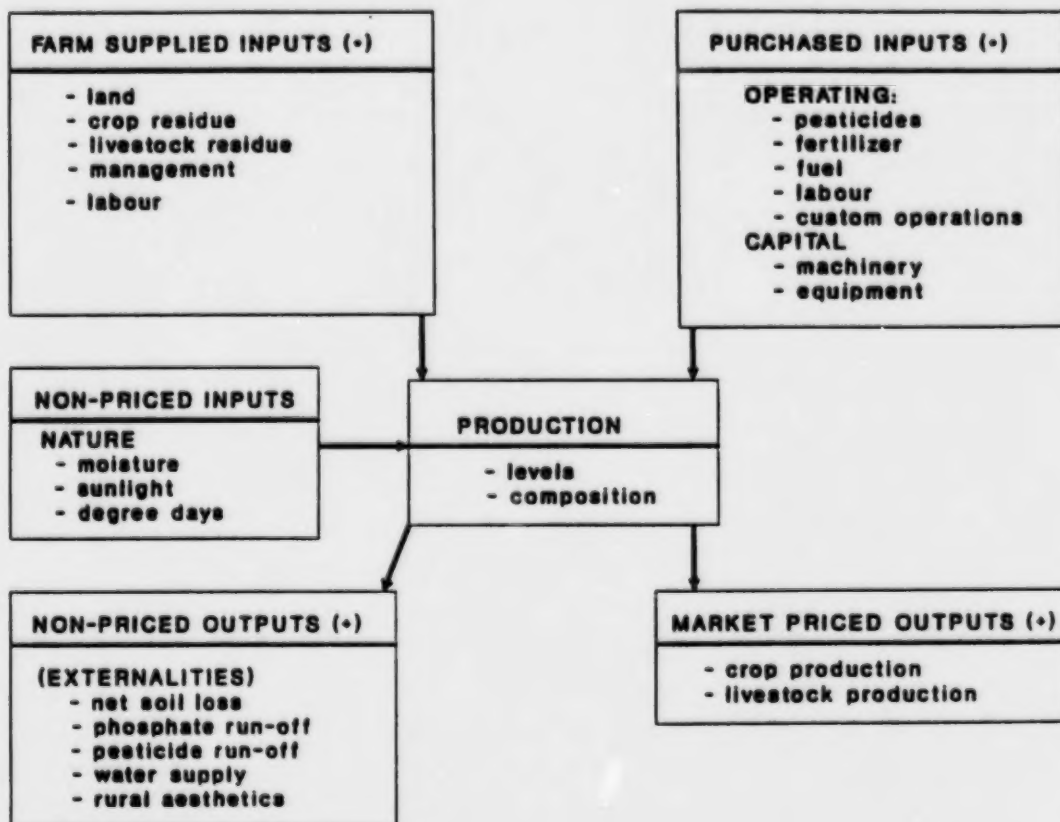 FARM SUPPLIED INPUTS (•)
- land
- crop residue
- livestock residue
- management
- labour
PURCHASED INPUTS (•)
OPERATING:
- pesticides
- fertilizer
- fuel
- labour
- custom operations
CAPITAL
- machinery
- equipment
NON-PRICED INPUTS
NATURE
- moisture
- sunlight
- degree days
PRODUCTION
- levels
- composition
NON-PRICED OUTPUTS (•)
(EXTERNALITIES)
- net soil loss
- phosphate run-off
- pesticide run-off
- water supply
- rural aesthetics
MARKET PRICED OUTPUTS (•)
- crop production
- livestock production